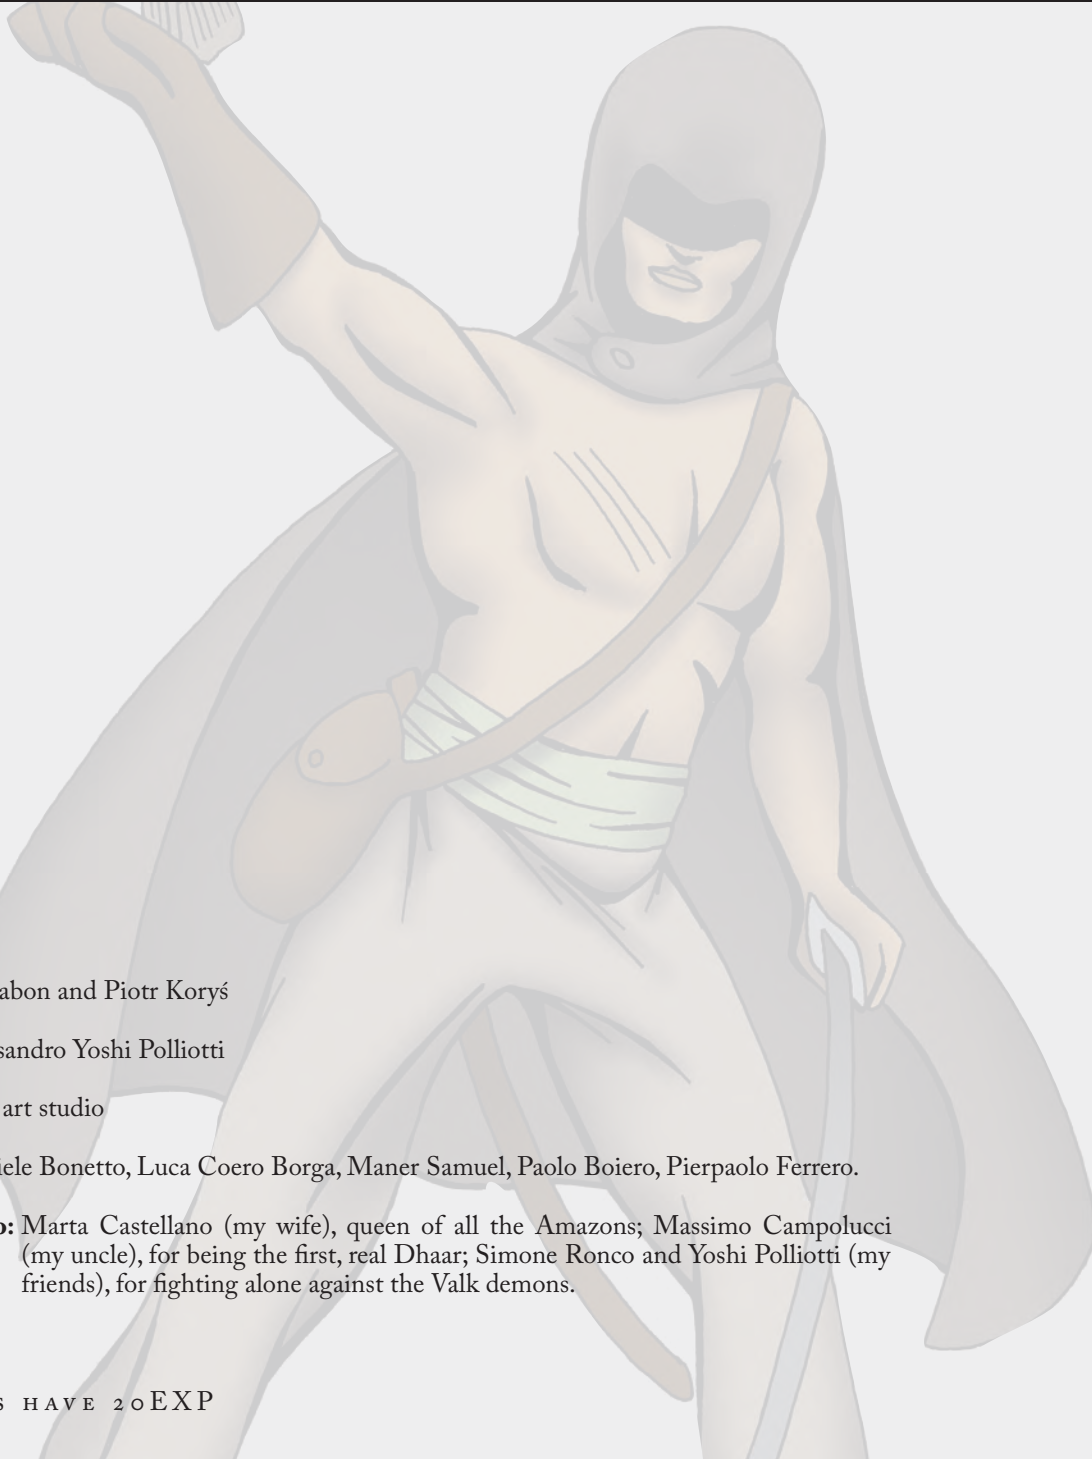 abon and Piotr Koryś
sandro Yoshi Polliotti
art studio
iele Bonetto, Luca Coero Borga, Maner Samuel, Paolo Boiero, Pierpaolo Ferrero.
o: Marta Castellano (my wife), queen of all the Amazons; Massimo Campolucci
(my uncle), for being the first, real Dhaar; Simone Ronco and Yoshi Polliotti (my
friends), for fighting alone against the Valk demons.
s HAVE 20EXP